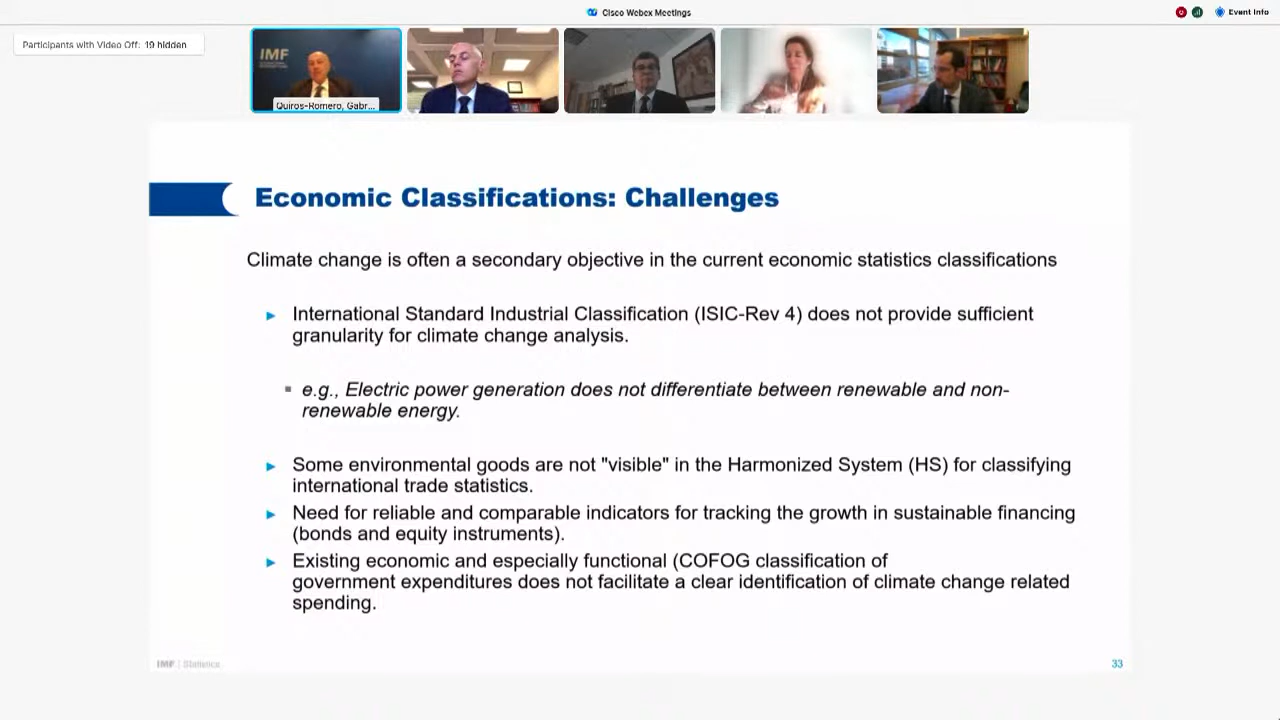 Cisco Webex Meetings
Event Info
Participants with Video Off: 19 hidden
IMF
Quiros-Romero, Gabr...
Economic Classifications: Challenges
Climate change is often a secondary objective in the current economic statistics classifications
► International Standard Industrial Classification (ISIC-Rev 4) does not provide sufficient
granularity for climate change analysis.
▪ e.g., Electric power generation does not differentiate between renewable and non-
renewable energy.
► Some environmental goods are not "visible" in the Harmonized System (HS) for classifying
international trade statistics.
► Need for reliable and comparable indicators for tracking the growth in sustainable financing
(bonds and equity instruments).
► Existing economic and especially functional (COFOG classification of
government expenditures does not facilitate a clear identification of climate change related
spending.
IMF | Statistics
33